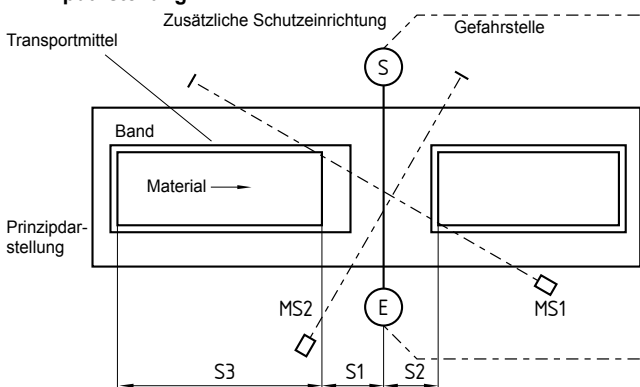 Zusätzliche Schutzeinrichtung
Gefahrstelle
Transportmittel
S
Band
Material
Prinzipdar-
stellung
MS2
E
MS1
S3
S1
S2